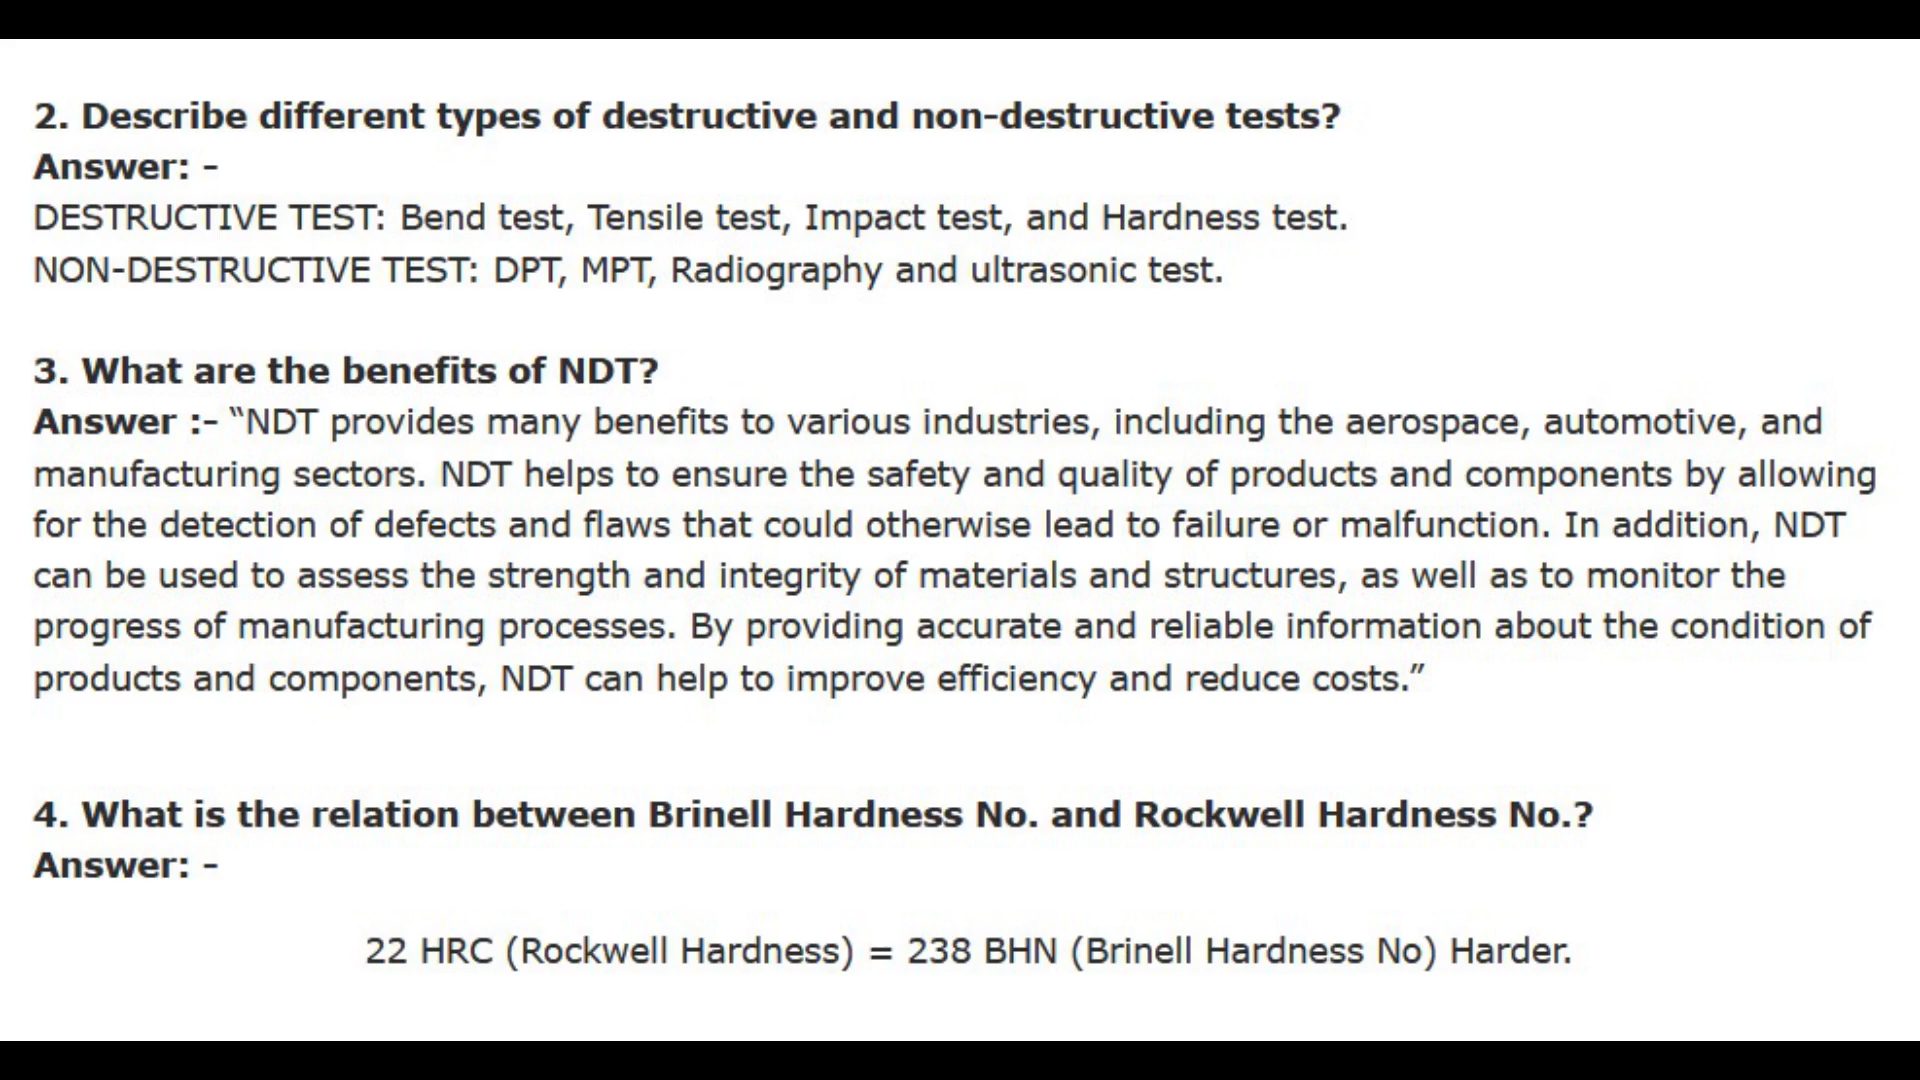 2. Describe different types of destructive and non-destructive tests?
Answer: -
DESTRUCTIVE TEST: Bend test, Tensile test, Impact test, and Hardness test.
NON-DESTRUCTIVE TEST: DPT, MPT, Radiography and ultrasonic test.
3. What are the benefits of NDT?
Answer :- “NDT provides many benefits to various industries, including the aerospace, automotive, and
manufacturing sectors. NDT helps to ensure the safety and quality of products and components by allowing
for the detection of defects and flaws that could otherwise lead to failure or malfunction. In addition, NDT
can be used to assess the strength and integrity of materials and structures, as well as to monitor the
progress of manufacturing processes. By providing accurate and reliable information about the condition of
products and components, NDT can help to improve efficiency and reduce costs.”
4. What is the relation between Brinell Hardness No. and Rockwell Hardness No.?
Answer: -
22 HRC (Rockwell Hardness) = 238 BHN (Brinell Hardness No) Harder.